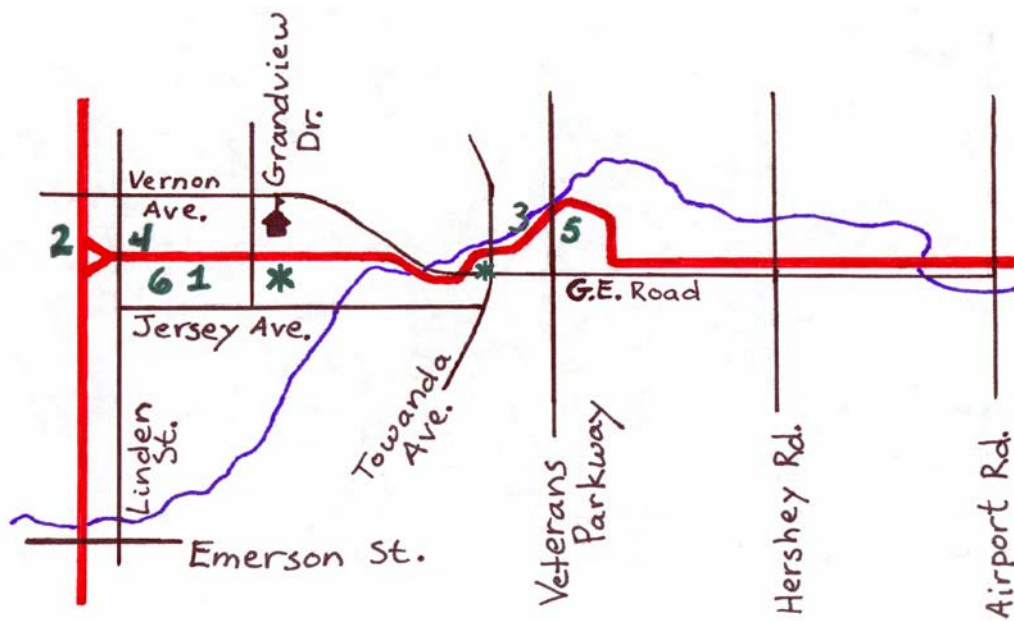 Grandview
Dr.
Vernon
Ave.
2
4
3
5
6 1
*
*
G.E. Road
Jersey Ave.
Towanda
Ave.
Linden
St.
Emerson St.
Veterans
Parkway
Hershey Rd.
Airport Rd.